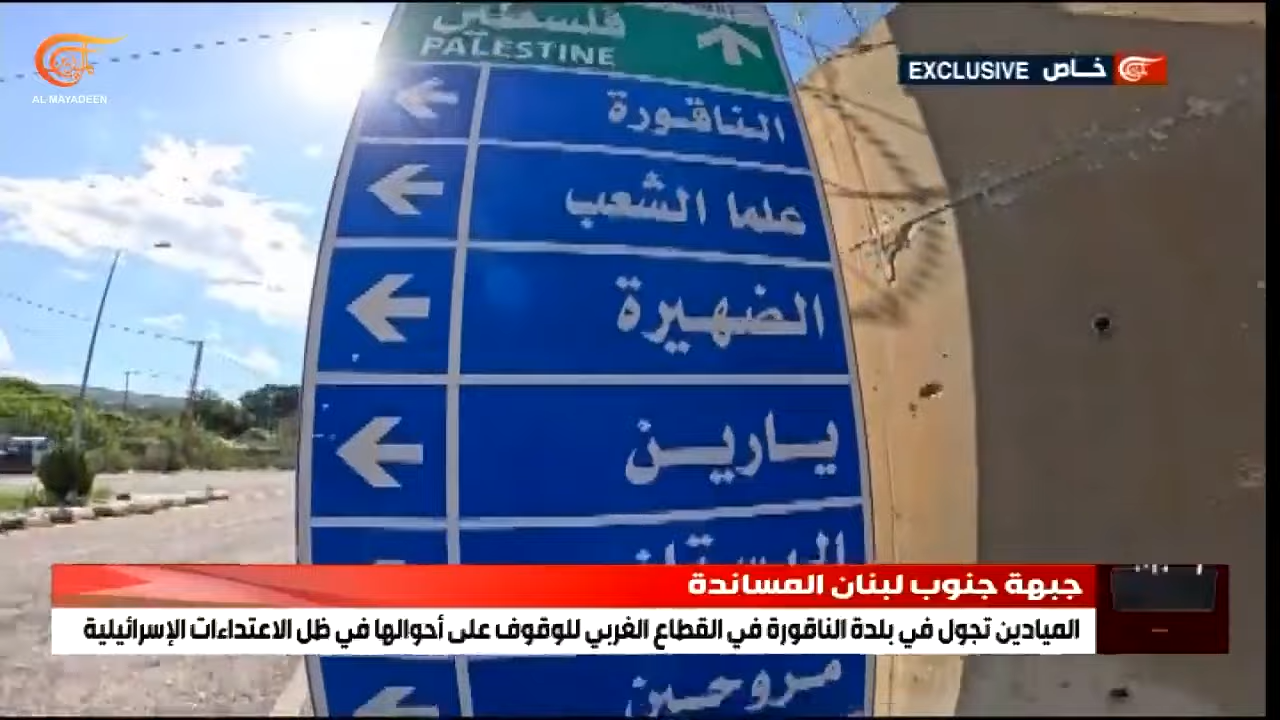 فلسطين
PALESTINE
AL MAYADEEN
EXCLUSIVE خاص
الناقورة
علما الشعب
الضهيرة
يارين
البستان
جبهة جنوب لبنان المساندة
الميادين تجول في بلدة الناقورة في القطاع الغربي للوقوف على أحوالها في ظل الاعتداءات الإسرائيلية
مروحين